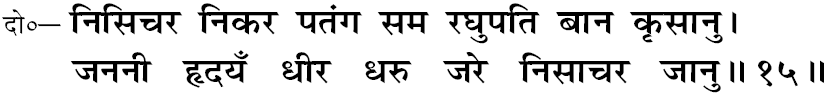 दो०— निसिचर निकर पतंग सम रघुपति बान कृसानु।
जननी हृदयँ धीर धरु जरे निसाचर जानु॥ १५॥